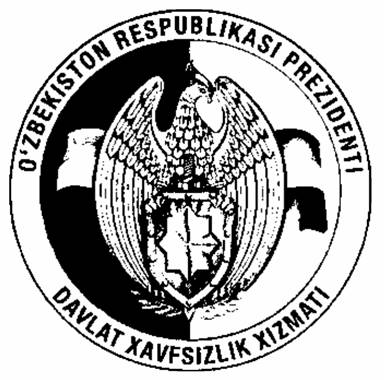 O‘ZBEKISTON RESPUBLIKASI PREZIDENTI
DAVLAT XAVFSIZLIK XIZMATI